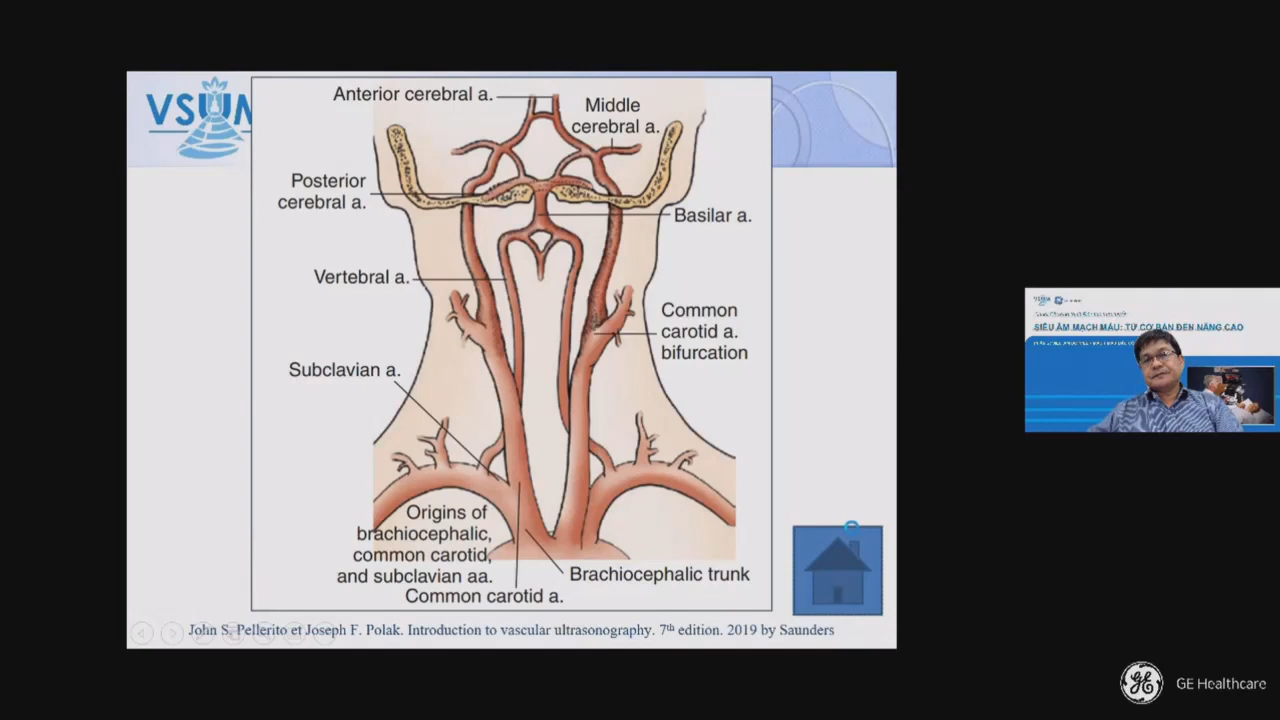 VSUM
Anterior cerebral a.
Middle
cerebral a.
Posterior
cerebral a.
Basilar a.
Vertebral a.
Common
carotid a.
bifurcation
Subclavian a.
Origins of
brachiocephalic,
common carotid,
and subclavian aa.
Brachiocephalic trunk
Common carotid a.
John S. Pellerito et Joseph F. Polak. Introduction to vascular ultrasonography. 7th edition. 2019 by Saunders
SIÊU ÂM MẠCH MÁU: TỪ CƠ BẢN ĐẾN NÂNG CAO
GE Healthcare